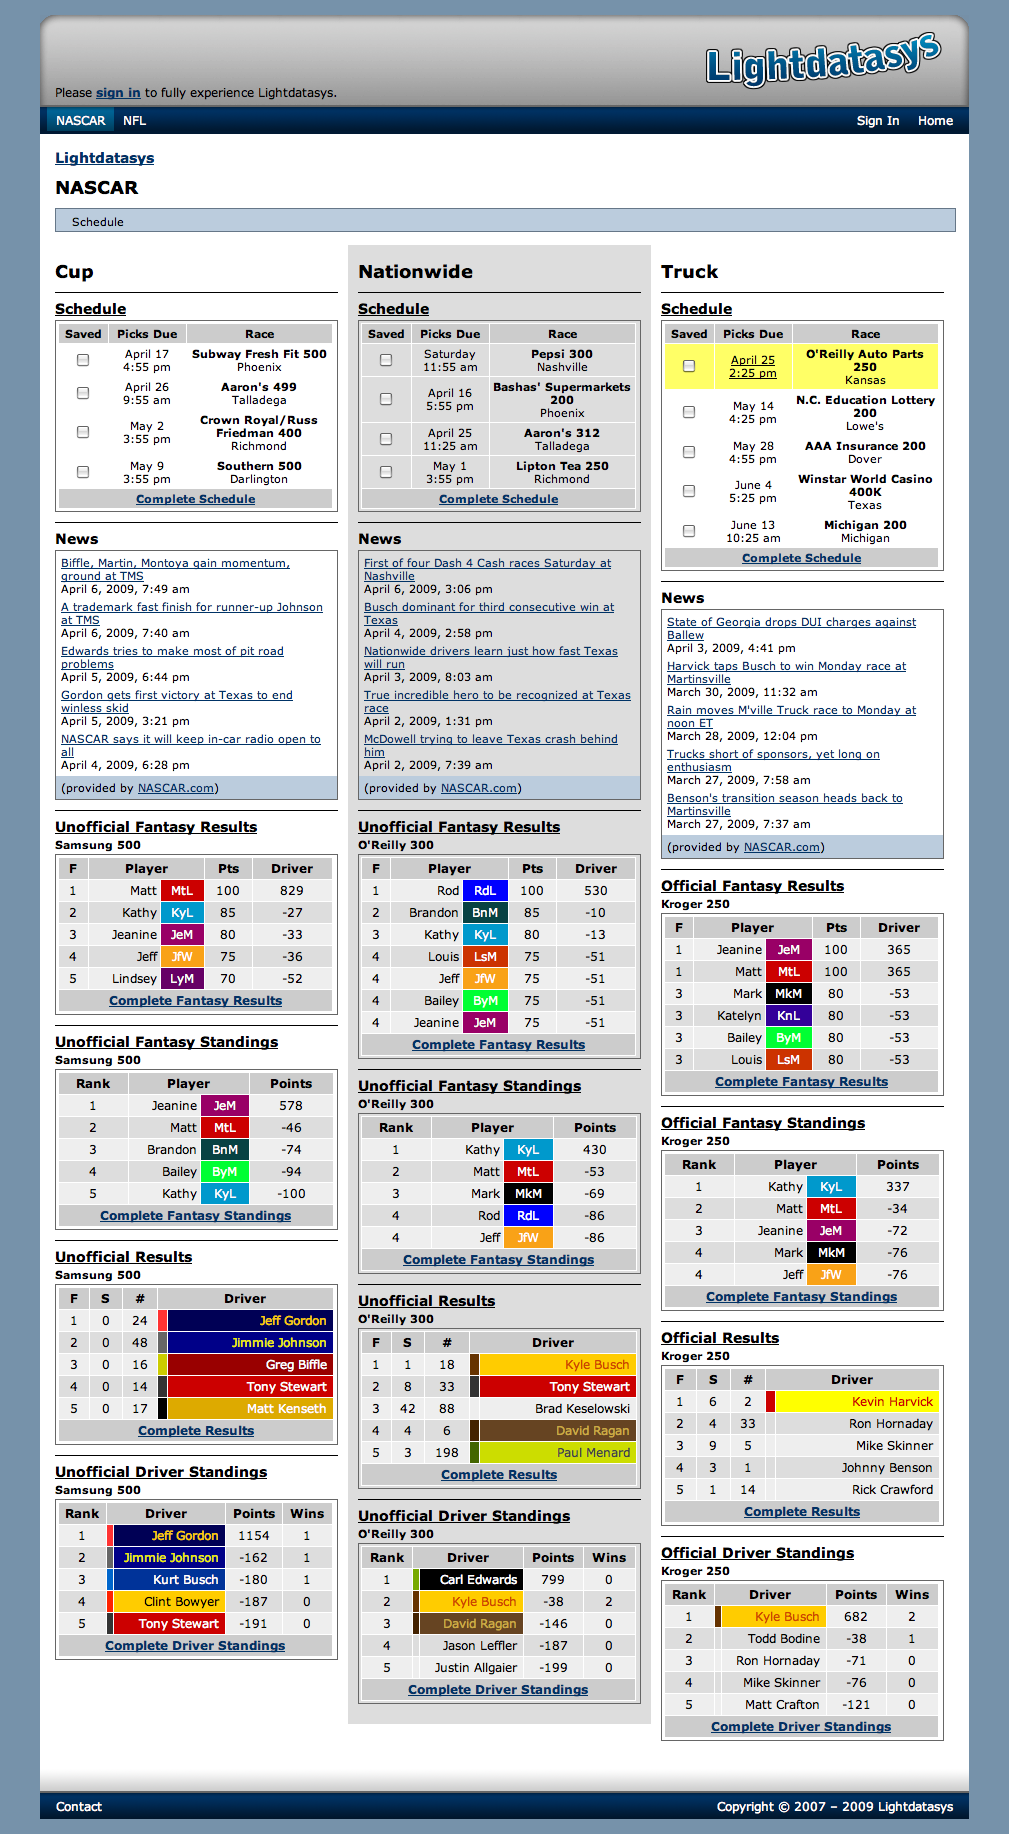 Lightdatasys
Please sign in to fully experience Lightdatasys.
NASCAR NFL Sign In Home
Lightdatasys
NASCAR
Schedule
Cup
Schedule
Saved Picks Due Race
April 17 Subway Fresh Fit 500
4:55 pm Phoenix
April 26 Aaron's 499
9:55 am Talladega
May 2 Crown Royal/Russ
3:55 pm Friedman 400
Richmond
May 9 Southern 500
3:55 pm Darlington
Complete Schedule
News
Biffle, Martin, Montoya gain momentum,
ground at TMS
April 6, 2009, 7:49 am
A trademark fast finish for runner-up Johnson
at TMS
April 6, 2009, 7:40 am
Edwards tries to make most of pit road
problems
April 5, 2009, 6:44 pm
Gordon gets first victory at Texas to end
winless skid
April 5, 2009, 3:21 pm
NASCAR says it will keep in-car radio open to
all
April 4, 2009, 6:28 pm
(provided by NASCAR.com)
Unofficial Fantasy Results
Samsung 500
F Player Pts Driver
1 Matt MtL 100 829
2 Kathy KyL 85 -27
3 Jeanine JeM 80 -33
4 Jeff JfW 75 -36
5 Lindsey LyM 70 -52
Complete Fantasy Results
Unofficial Fantasy Standings
Samsung 500
Rank Player Points
1 Jeanine JeM 578
2 Matt MtL -46
3 Brandon BnM -74
4 Bailey ByM -94
5 Kathy KyL -100
Complete Fantasy Standings
Unofficial Results
Samsung 500
F S # Driver
1 0 24 Jeff Gordon
2 0 48 Jimmie Johnson
3 0 16 Greg Biffle
4 0 14 Tony Stewart
5 0 17 Matt Kenseth
Complete Results
Unofficial Driver Standings
Samsung 500
Rank Driver Points Wins
1 Jeff Gordon 1154 1
2 Jimmie Johnson -162 1
3 Kurt Busch -180 1
4 Clint Bowyer -187 0
5 Tony Stewart -191 0
Complete Driver Standings
Nationwide
Schedule
Saved Picks Due Race
Saturday Pepsi 300
11:55 am Nashville
April 16 Bashas' Supermarkets
5:55 pm 200
Phoenix
April 25 Aaron's 312
11:25 am Talladega
May 1 Lipton Tea 250
3:55 pm Richmond
Complete Schedule
News
First of four Dash 4 Cash races Saturday at
Nashville
April 6, 2009, 3:06 pm
Busch dominant for third consecutive win at
Texas
April 4, 2009, 2:58 pm
Nationwide drivers learn just how fast Texas
will run
April 3, 2009, 8:03 am
True incredible hero to be recognized at Texas
race
April 2, 2009, 1:31 pm
McDowell trying to leave Texas crash behind
him
April 2, 2009, 7:39 am
(provided by NASCAR.com)
Unofficial Fantasy Results
O'Reilly 300
F Player Pts Driver
1 Rod RdL 100 530
2 Brandon BnM 85 -10
3 Kathy KyL 80 -13
4 Louis LsM 75 -51
4 Jeff JfW 75 -51
4 Bailey ByM 75 -51
4 Jeanine JeM 75 -51
Complete Fantasy Results
Unofficial Fantasy Standings
O'Reilly 300
Rank Player Points
1 Kathy KyL 430
2 Matt MtL -53
3 Mark MkM -69
4 Rod RdL -86
4 Jeff JfW -86
Complete Fantasy Standings
Unofficial Results
O'Reilly 300
F S # Driver
1 1 18 Kyle Busch
2 8 33 Tony Stewart
3 42 88 Brad Keselowski
4 4 6 David Ragan
5 3 198 Paul Menard
Complete Results
Unofficial Driver Standings
O'Reilly 300
Rank Driver Points Wins
1 Carl Edwards 799 0
2 Kyle Busch -38 2
3 David Ragan -146 0
4 Jason Leffler -187 0
5 Justin Allgaier -199 0
Complete Driver Standings
Truck
Schedule
Saved Picks Due Race
April 25 O'Reilly Auto Parts
2:25 pm 250
Kansas
May 14 N.C. Education Lottery
4:25 pm 200
Lowe's
May 28 AAA Insurance 200
4:55 pm Dover
June 4 Winstar World Casino
5:25 pm 400K
Texas
June 13 Michigan 200
10:25 am Michigan
Complete Schedule
News
State of Georgia drops DUI charges against
Ballew
April 3, 2009, 4:41 pm
Harvick taps Busch to win Monday race at
Martinsville
March 30, 2009, 11:32 am
Rain moves M'ville Truck race to Monday at
noon ET
March 28, 2009, 12:04 pm
Trucks short of sponsors, yet long on
enthusiasm
March 27, 2009, 7:58 am
Benson's transition season heads back to
Martinsville
March 27, 2009, 7:37 am
(provided by NASCAR.com)
Official Fantasy Results
Kroger 250
F Player Pts Driver
1 Jeanine JeM 100 365
1 Matt MtL 100 365
3 Mark MkM 80 -53
3 Katelyn KnL 80 -53
3 Bailey ByM 80 -53
3 Louis LsM 80 -53
Complete Fantasy Results
Official Fantasy Standings
Kroger 250
Rank Player Points
1 Kathy KyL 337
2 Matt MtL -34
3 Jeanine JeM -72
4 Mark MkM -76
4 Jeff JfW -76
Complete Fantasy Standings
Official Results
Kroger 250
F S # Driver
1 6 2 Kevin Harvick
2 4 33 Ron Hornaday
3 9 5 Mike Skinner
4 3 1 Johnny Benson
5 1 14 Rick Crawford
Complete Results
Official Driver Standings
Kroger 250
Rank Driver Points Wins
1 Kyle Busch 682 2
2 Todd Bodine -38 1
3 Ron Hornaday -71 0
4 Mike Skinner -76 0
5 Matt Crafton -121 0
Complete Driver Standings
Contact Copyright © 2007 – 2009 Lightdatasys